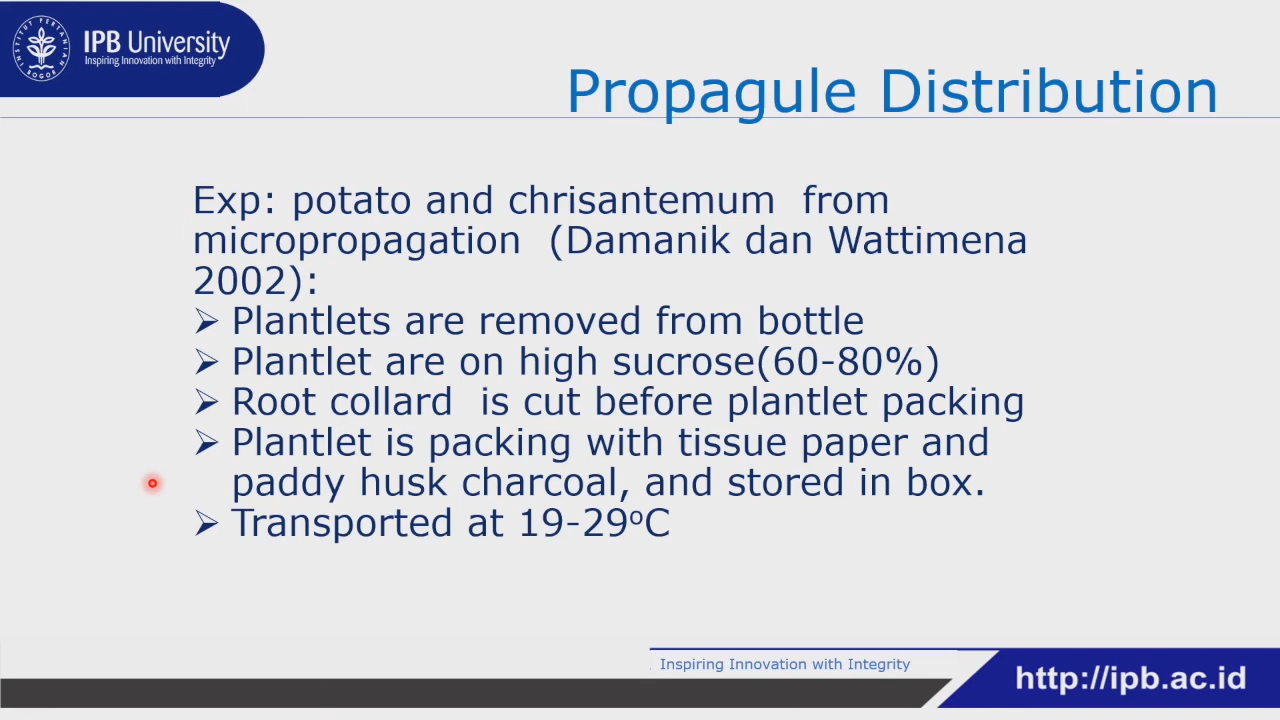 INSTITUT PERTANIAN BOGOR
IPB University
Inspiring Innovation with Integrity
Propagule Distribution
Exp: potato and chrisantemum from
micropropagation (Damanik dan Wattimena
2002):
➢ Plantlets are removed from bottle
➢ Plantlet are on high sucrose(60-80%)
➢ Root collard is cut before plantlet packing
➢ Plantlet is packing with tissue paper and
paddy husk charcoal, and stored in box.
➢ Transported at 19-29ºC
Inspiring Innovation with Integrity
http://ipb.ac.id